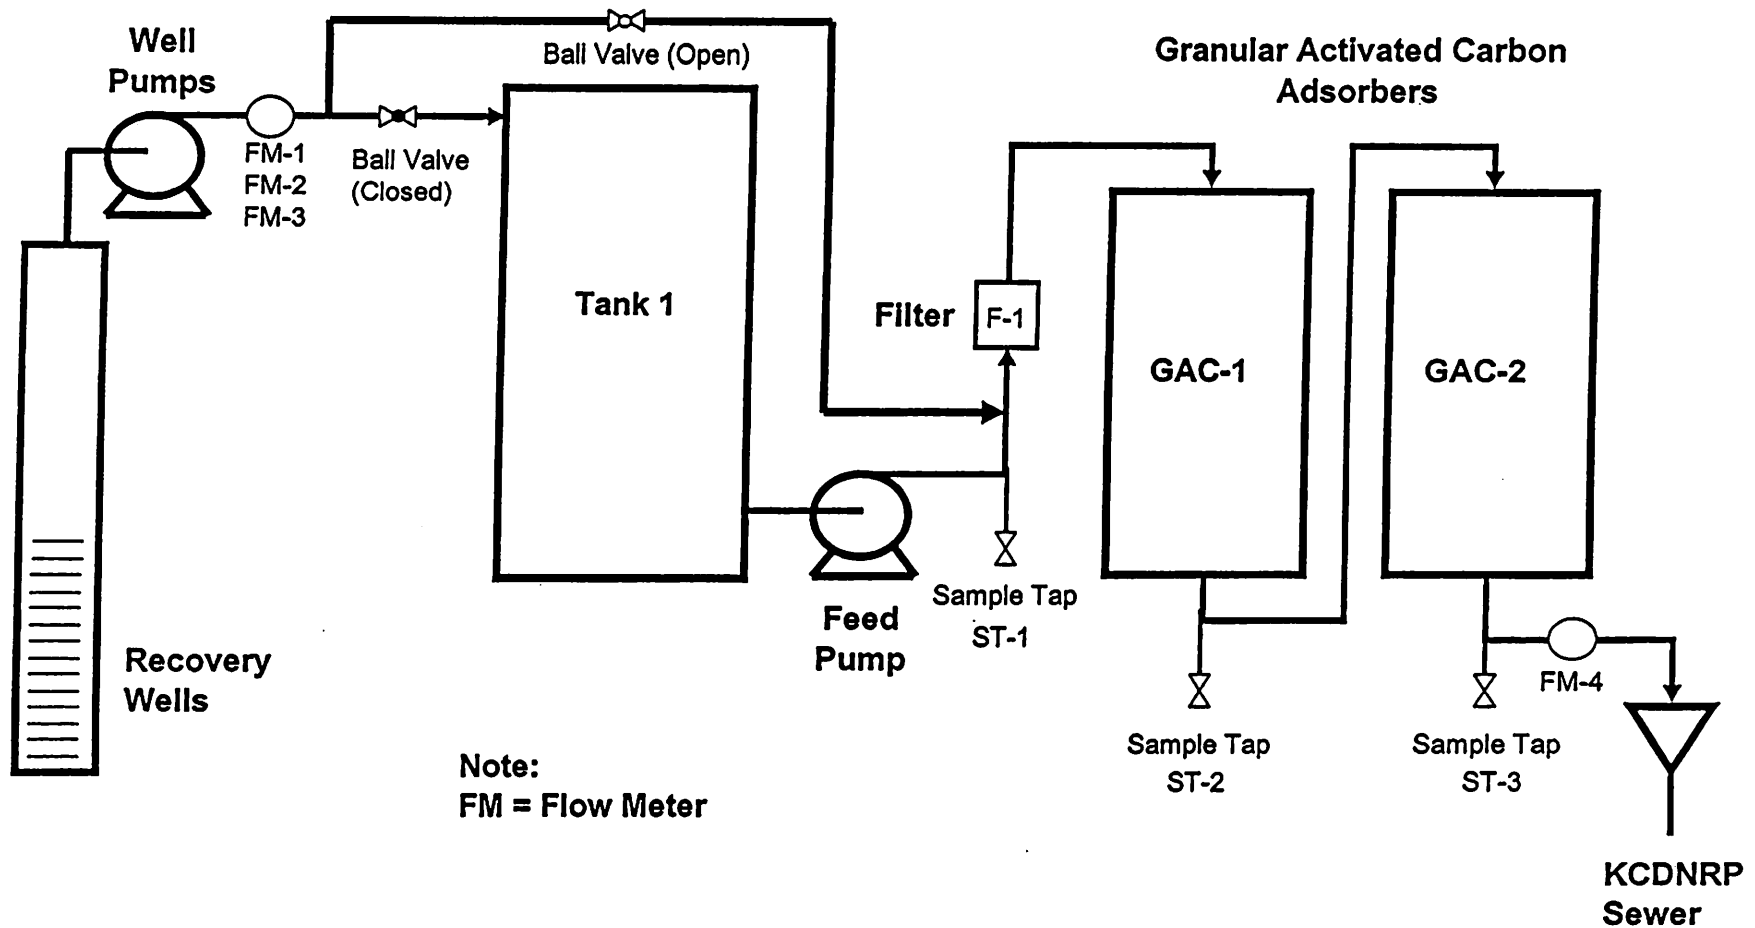 Well
Pumps
Ball Valve (Open)
Granular Activated Carbon
Adsorbers
FM-1
FM-2
FM-3
Ball Valve
(Closed)
Tank 1
Filter
F-1
GAC-1
GAC-2
Sample Tap
ST-1
Feed
Pump
Recovery
Wells
FM-4
Sample Tap
ST-2
Sample Tap
ST-3
Note:
FM = Flow Meter
KCDNRP
Sewer